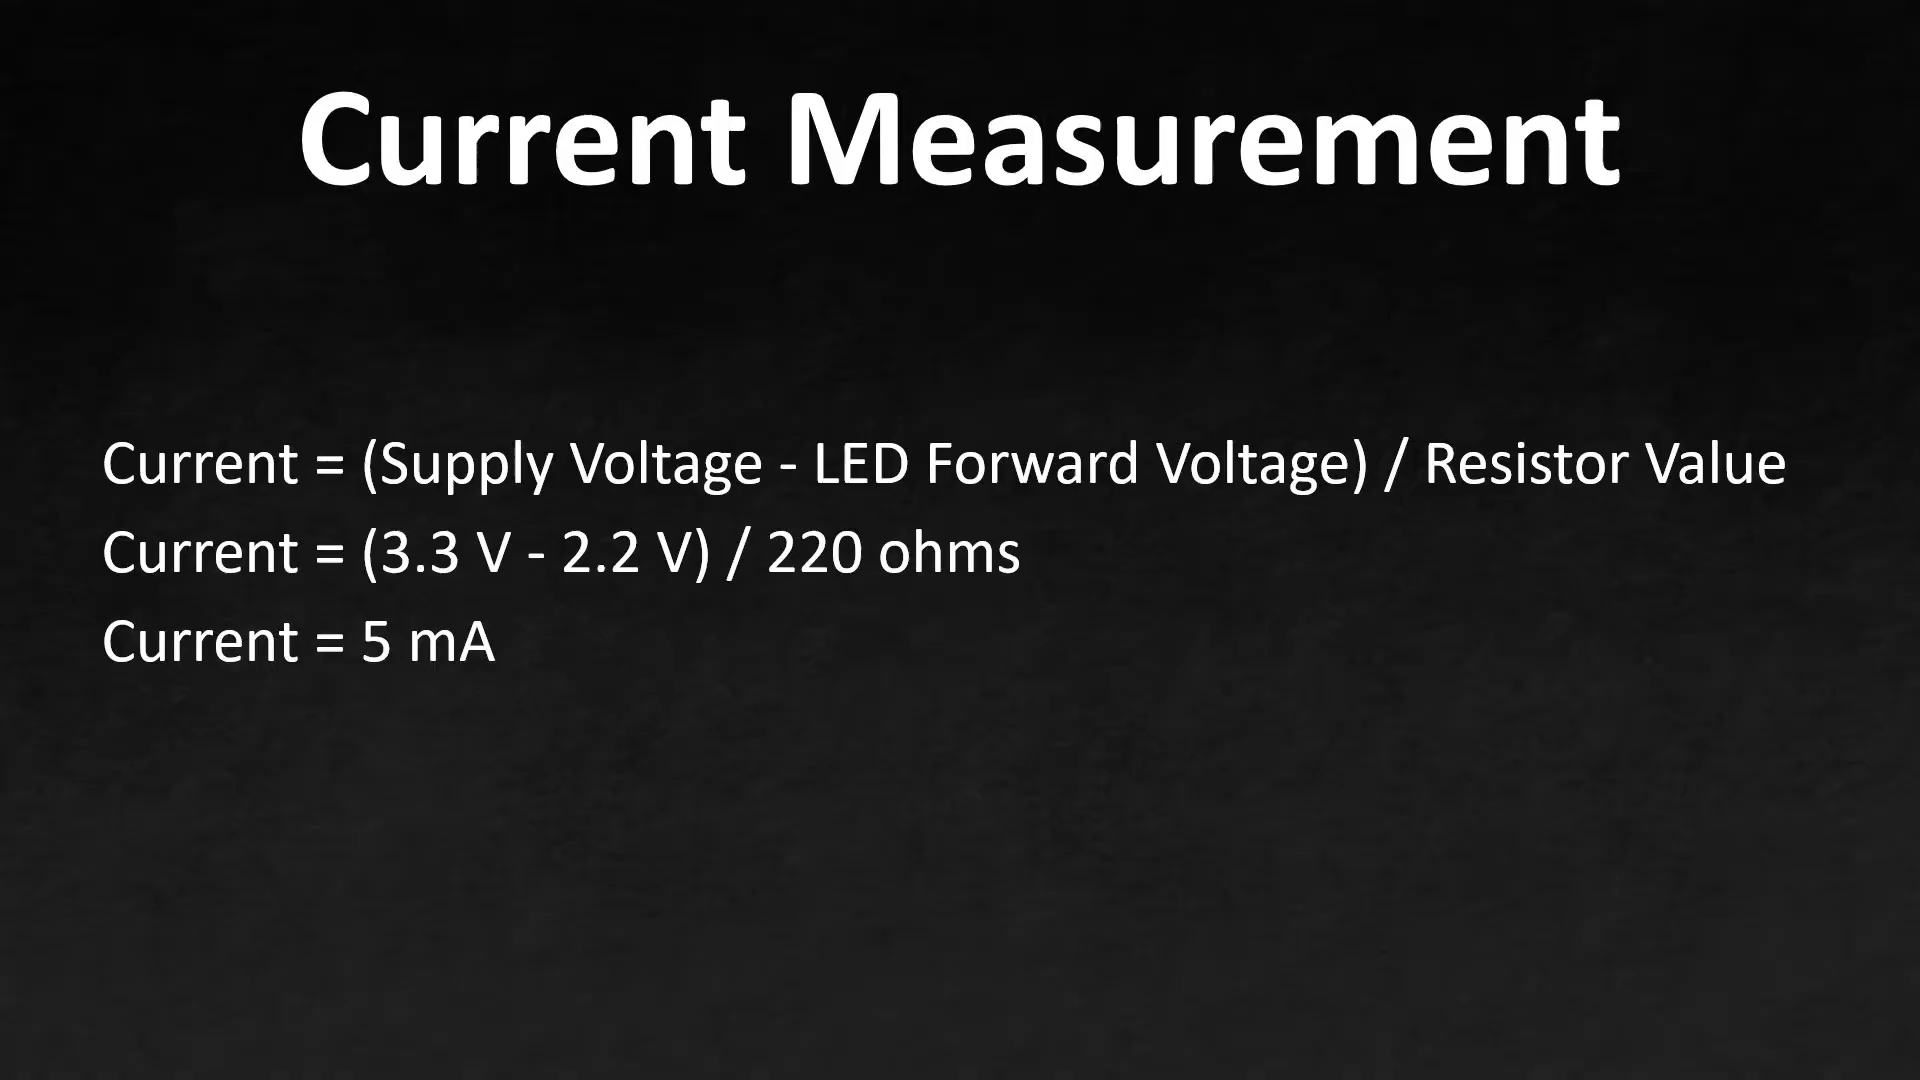 Current Measurement
Current = (Supply Voltage - LED Forward Voltage) / Resistor Value
Current = (3.3 V - 2.2 V) / 220 ohms
Current = 5 mA